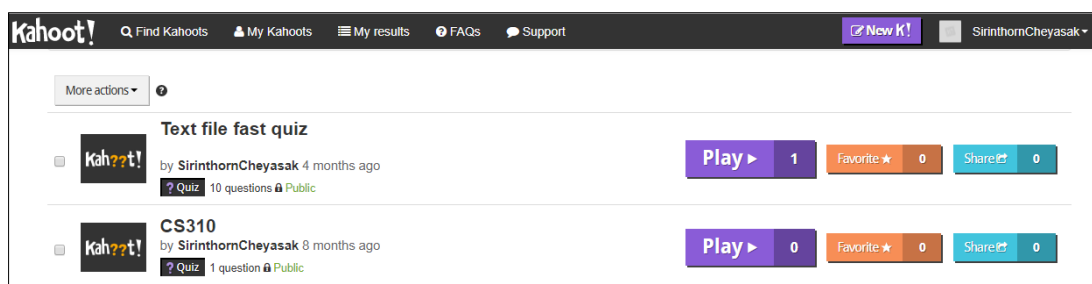 Kahoot! Find Kahoots My Kahoots My results FAQs Support New K! SirinthornCheyasak
More actions
Text file fast quiz
Kah??t!
by SirinthornCheyasak 4 months ago
Play 1 Favorite 0 Share 0
? Quiz 10 questions Public
CS310
Kah??t!
by SirinthornCheyasak 8 months ago
Play 0 Favorite 0 Share 0
? Quiz 1 question Public